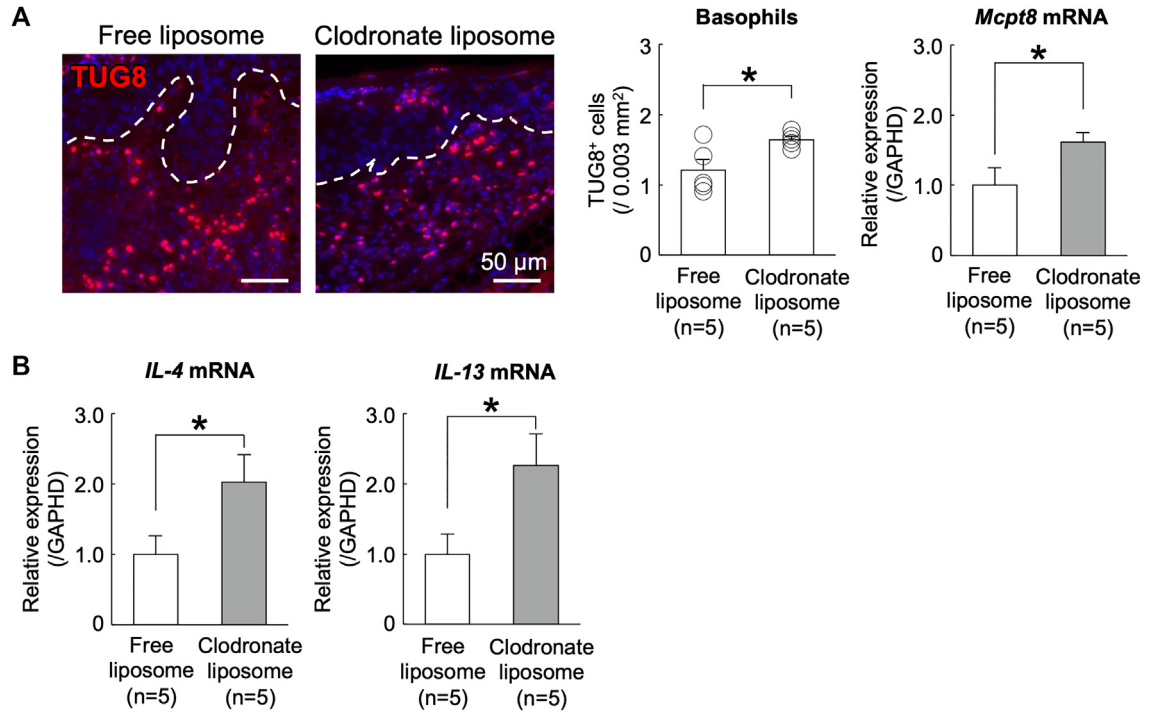 A
Free liposome
Clodronate liposome
TUG8
50 μm
Basophils
TUG8+ cells
(/ 0.003 mm2)
3
2
1
0
*
Free
liposome
(n=5)
Clodronate
liposome
(n=5)
Mcpt8 mRNA
Relative expression
(/GAPHD)
3.0
2.0
1.0
0
*
Free
liposome
(n=5)
Clodronate
liposome
(n=5)
B
IL-4 mRNA
Relative expression
(/GAPHD)
3.0
2.0
1.0
0
*
Free
liposome
(n=5)
Clodronate
liposome
(n=5)
IL-13 mRNA
Relative expression
(/GAPHD)
3.0
2.0
1.0
0
*
Free
liposome
(n=5)
Clodronate
liposome
(n=5)